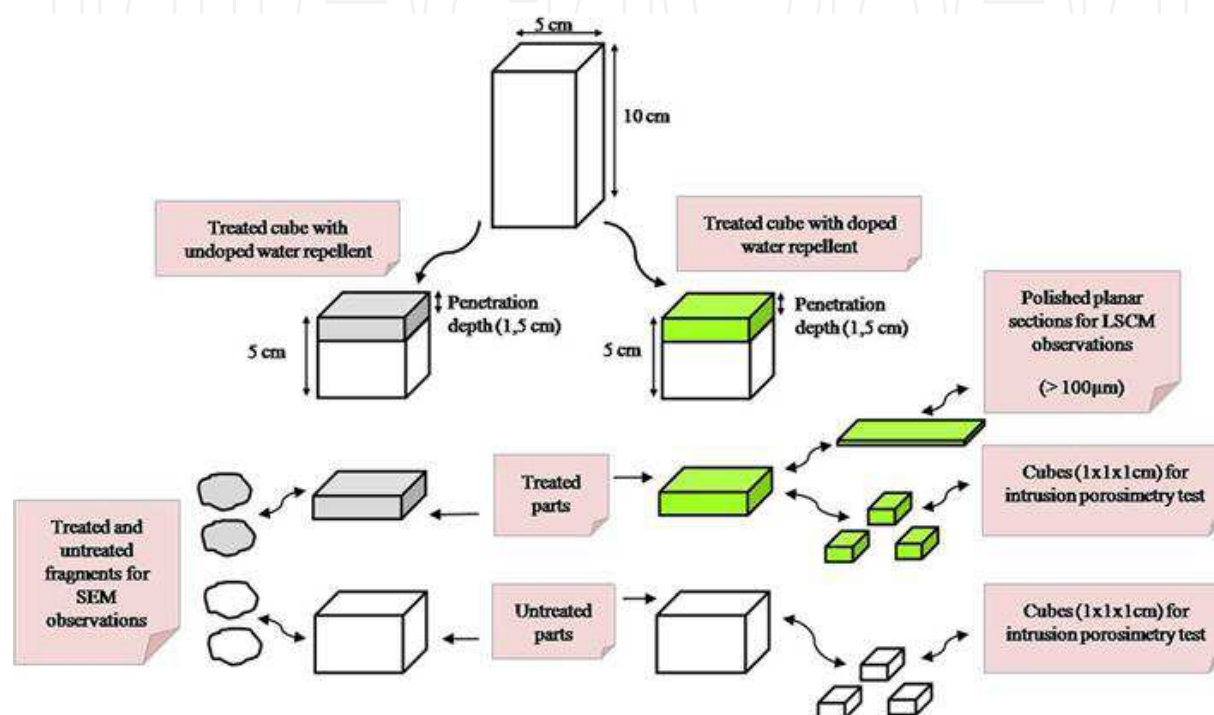 5 cm
10 cm
Treated cube with
undoped water repellent
Treated cube with doped
water repellent
Penetration
depth (1,5 cm)
5 cm
Penetration
depth (1,5 cm)
5 cm
Polished planar
sections for LSCM
observations
(> 100μm)
Treated
parts
Cubes (1x1x1cm) for
intrusion porosimetry test
Treated and
untreated
fragments for
SEM
observations
Untreated
parts
Cubes (1x1x1cm) for
intrusion porosimetry test